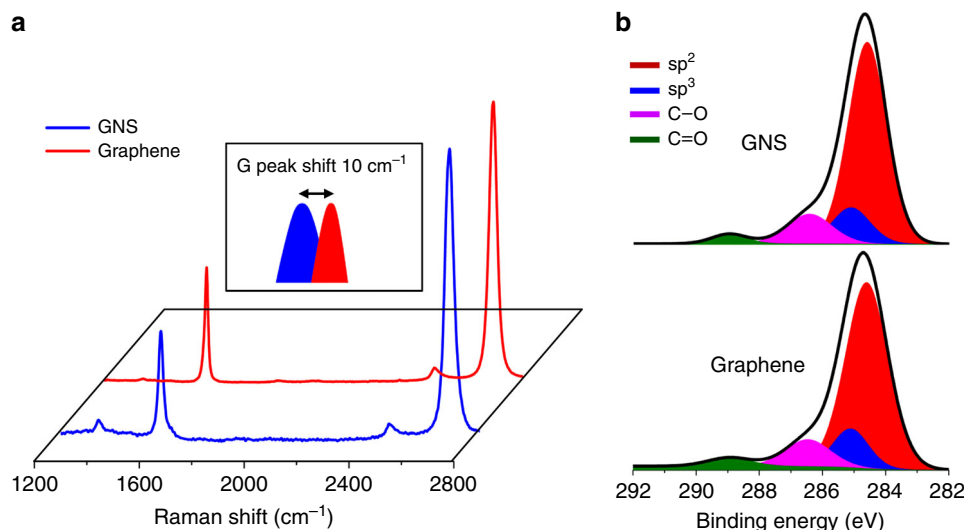 a
GNS
Graphene
G peak shift 10 cm⁻¹
1200 1600 2000 2400 2800
Raman shift (cm⁻¹)
b
sp²
sp³
C–O
C=O
GNS
Graphene
292 290 288 286 284 282
Binding energy (eV)